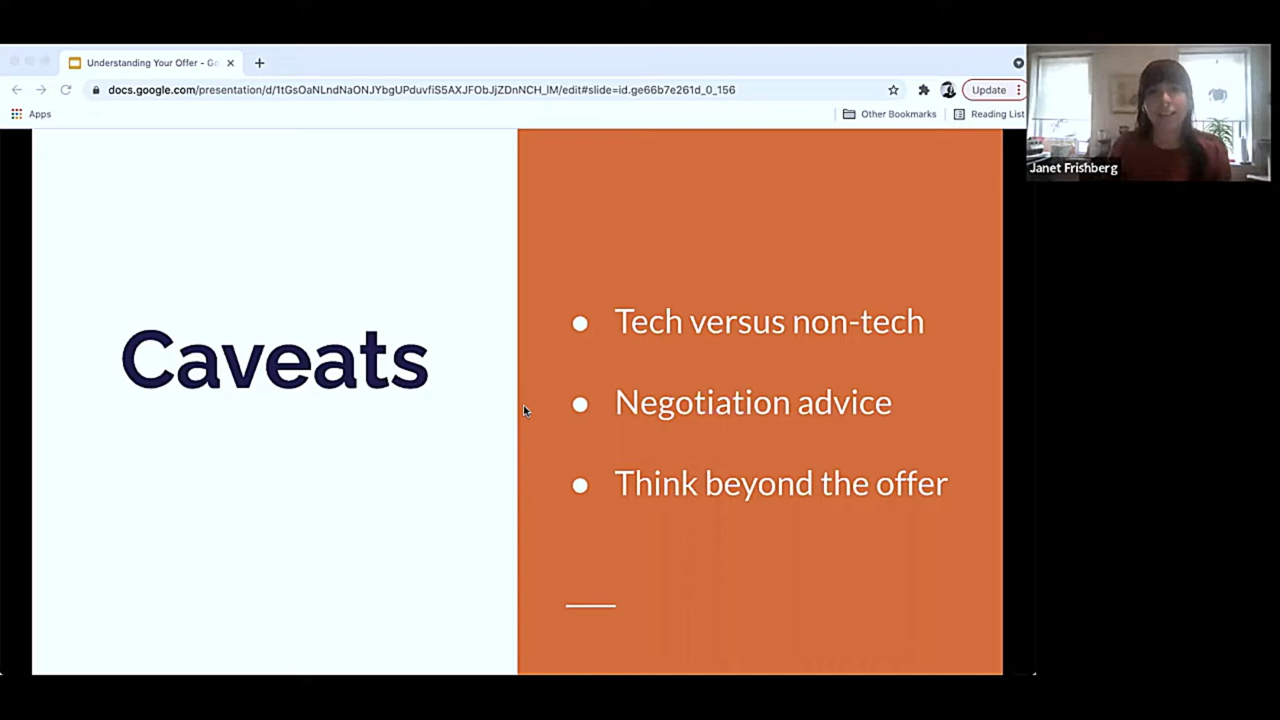 Understanding Your Offer - Go
docs.google.com/presentation/d/1tGsOaNLndNaONJYbgUPduvfiS5AXJFObJjZDnNCH_IM/edit#slide=id.ge66b7e261d_0_156
Update
Apps
Other Bookmarks
Reading List
Janet Frishberg
Caveats
● Tech versus non-tech
● Negotiation advice
● Think beyond the offer